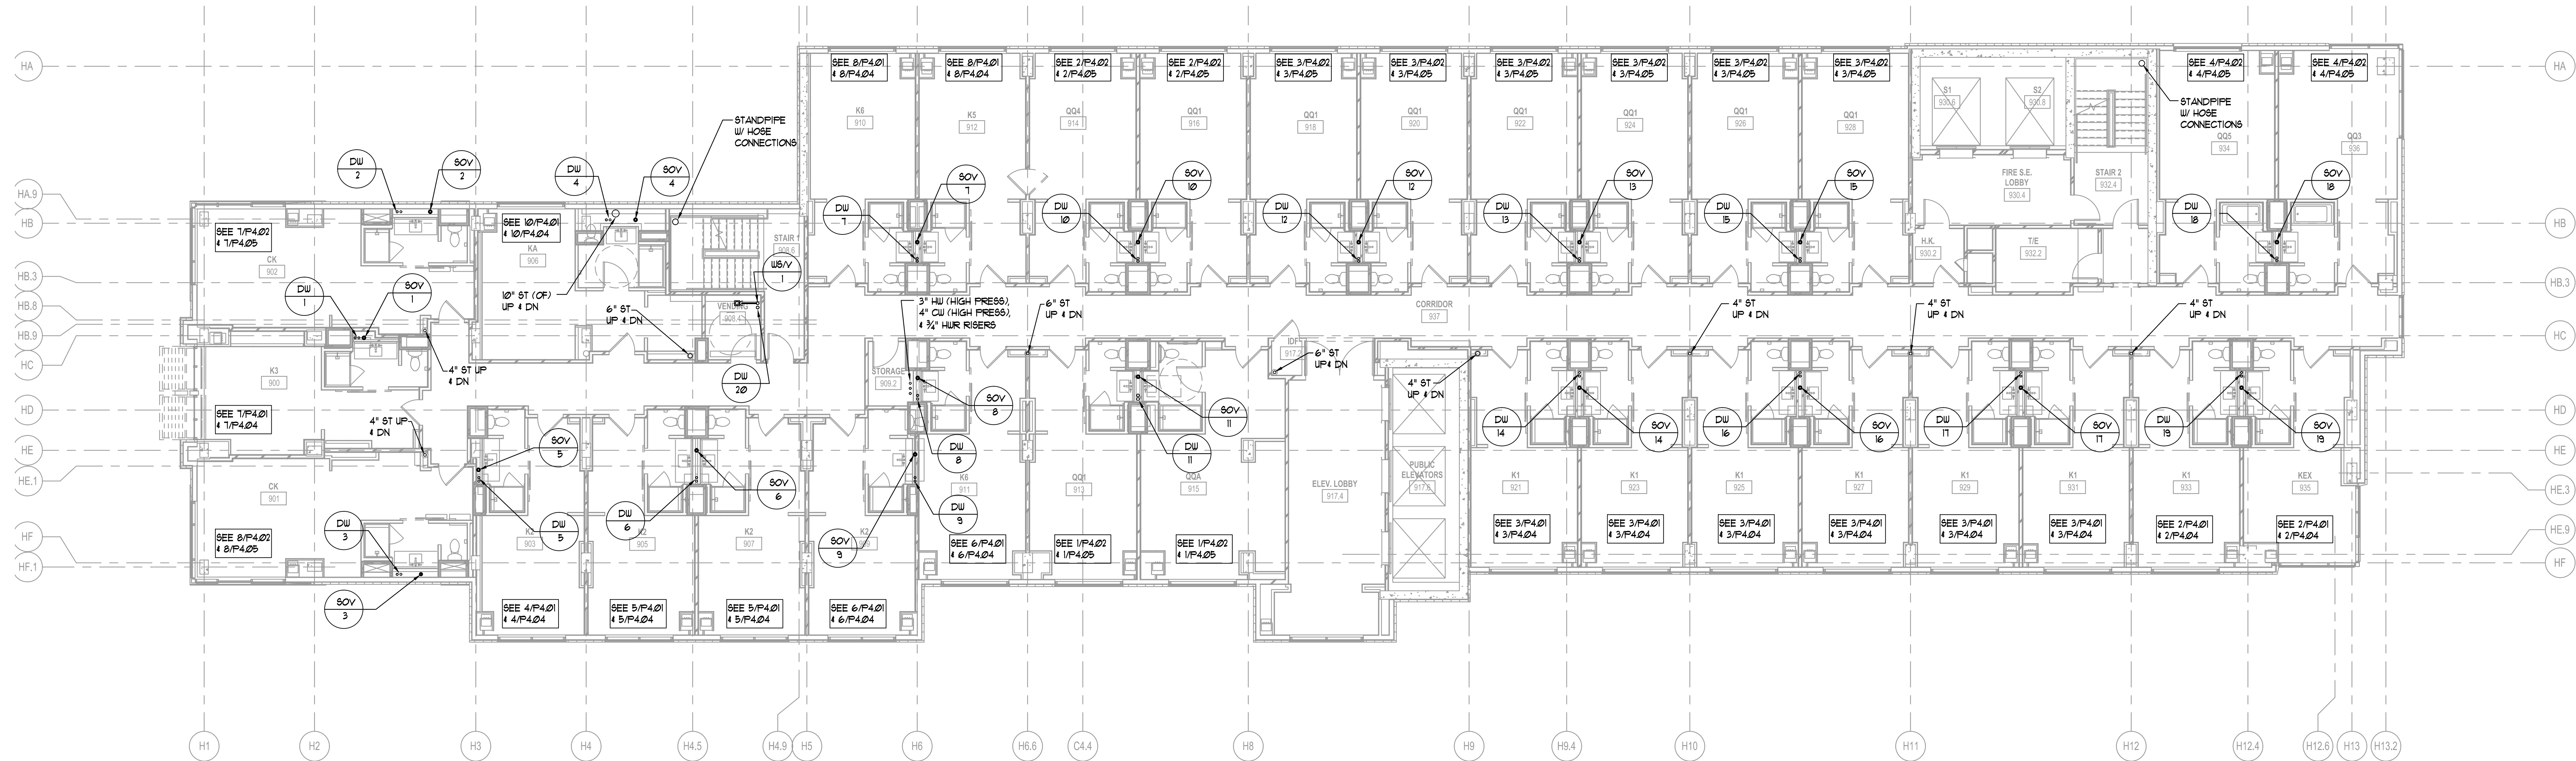 HA
SEE 8/P4.01
& 8/P4.04
SEE 8/P4.01
& 8/P4.04
SEE 2/P4.02
& 2/P4.05
SEE 2/P4.02
& 2/P4.05
SEE 3/P4.02
& 3/P4.05
SEE 3/P4.02
& 3/P4.05
SEE 3/P4.02
& 3/P4.05
SEE 3/P4.02
& 3/P4.05
SEE 3/P4.02
& 3/P4.05
SEE 3/P4.02
& 3/P4.05
SEE 4/P4.02
& 4/P4.05
SEE 4/P4.02
& 4/P4.05
HA
S1
930.6
S2
930.8
STANDPIPE
W/ HOSE
CONNECTIONS
K6
910
K5
912
QQ4
914
QQ1
916
QQ1
918
QQ1
920
QQ1
922
QQ1
924
QQ1
926
QQ1
928
QQ5
934
QQ3
936
STANDPIPE
W/ HOSE
CONNECTIONS
DW
2
SOV
2
DW
4
SOV
4
SOV
7
SOV
10
SOV
12
SOV
13
SOV
15
FIRE S.E.
LOBBY
930.4
STAIR 2
932.4
SOV
18
HA.9
HB
SEE 7/P4.02
& 7/P4.05
SEE 10/P4.01
& 10/P4.04
DW
7
DW
10
DW
12
DW
13
DW
15
DW
18
HB
CK
902
KA
906
STAIR 1
908.6
H.K.
930.2
T/E
932.2
HB.3
WS/V
1
HB.3
DW
1
SOV
1
10" ST (OF)
UP & DN
VENDING
908.4
3" HW (HIGH PRESS),
4" CW (HIGH PRESS),
& ¾" HWR RISERS
6" ST
UP & DN
CORRIDOR
937
4" ST
UP & DN
4" ST
UP & DN
4" ST
UP & DN
HB.8
6" ST
UP & DN
HB.9
HC
HC
IDF
917.2
6" ST
UP & DN
K3
900
4" ST UP
& DN
DW
20
STORAGE
909.2
4" ST
UP & DN
HC
SEE 7/P4.01
& 7/P4.04
SOV
8
SOV
11
HD
HD
4" ST UP
& DN
DW
14
SOV
14
DW
16
SOV
16
DW
17
SOV
17
DW
19
SOV
19
HE
SOV
5
DW
8
DW
11
HE
HE.1
CK
901
SOV
6
K6
911
QQ1
913
QQA
915
ELEV. LOBBY
917.4
PUBLIC
ELEVATORS
917.6
K1
921
K1
923
K1
925
K1
927
K1
929
K1
931
K1
933
KEX
935
HE.3
DW
3
DW
5
DW
6
DW
9
SEE 3/P4.01
& 3/P4.04
SEE 3/P4.01
& 3/P4.04
SEE 3/P4.01
& 3/P4.04
SEE 3/P4.01
& 3/P4.04
SEE 3/P4.01
& 3/P4.04
SEE 3/P4.01
& 3/P4.04
SEE 2/P4.01
& 2/P4.04
SEE 2/P4.01
& 2/P4.04
HE.9
HF
SEE 8/P4.02
& 8/P4.05
K2
903
K2
905
K2
907
SOV
9
SEE 6/P4.01
& 6/P4.04
SEE 1/P4.02
& 1/P4.05
SEE 1/P4.02
& 1/P4.05
HF
HF.1
SOV
3
SEE 4/P4.01
& 4/P4.04
SEE 5/P4.01
& 5/P4.04
SEE 5/P4.01
& 5/P4.04
SEE 6/P4.01
& 6/P4.04
H1
H2
H3
H4
H4.5
H4.9
H5
H6
H6.6
C4.4
H8
H9
H9.4
H10
H11
H12
H12.4
H12.6
H13
H13.2